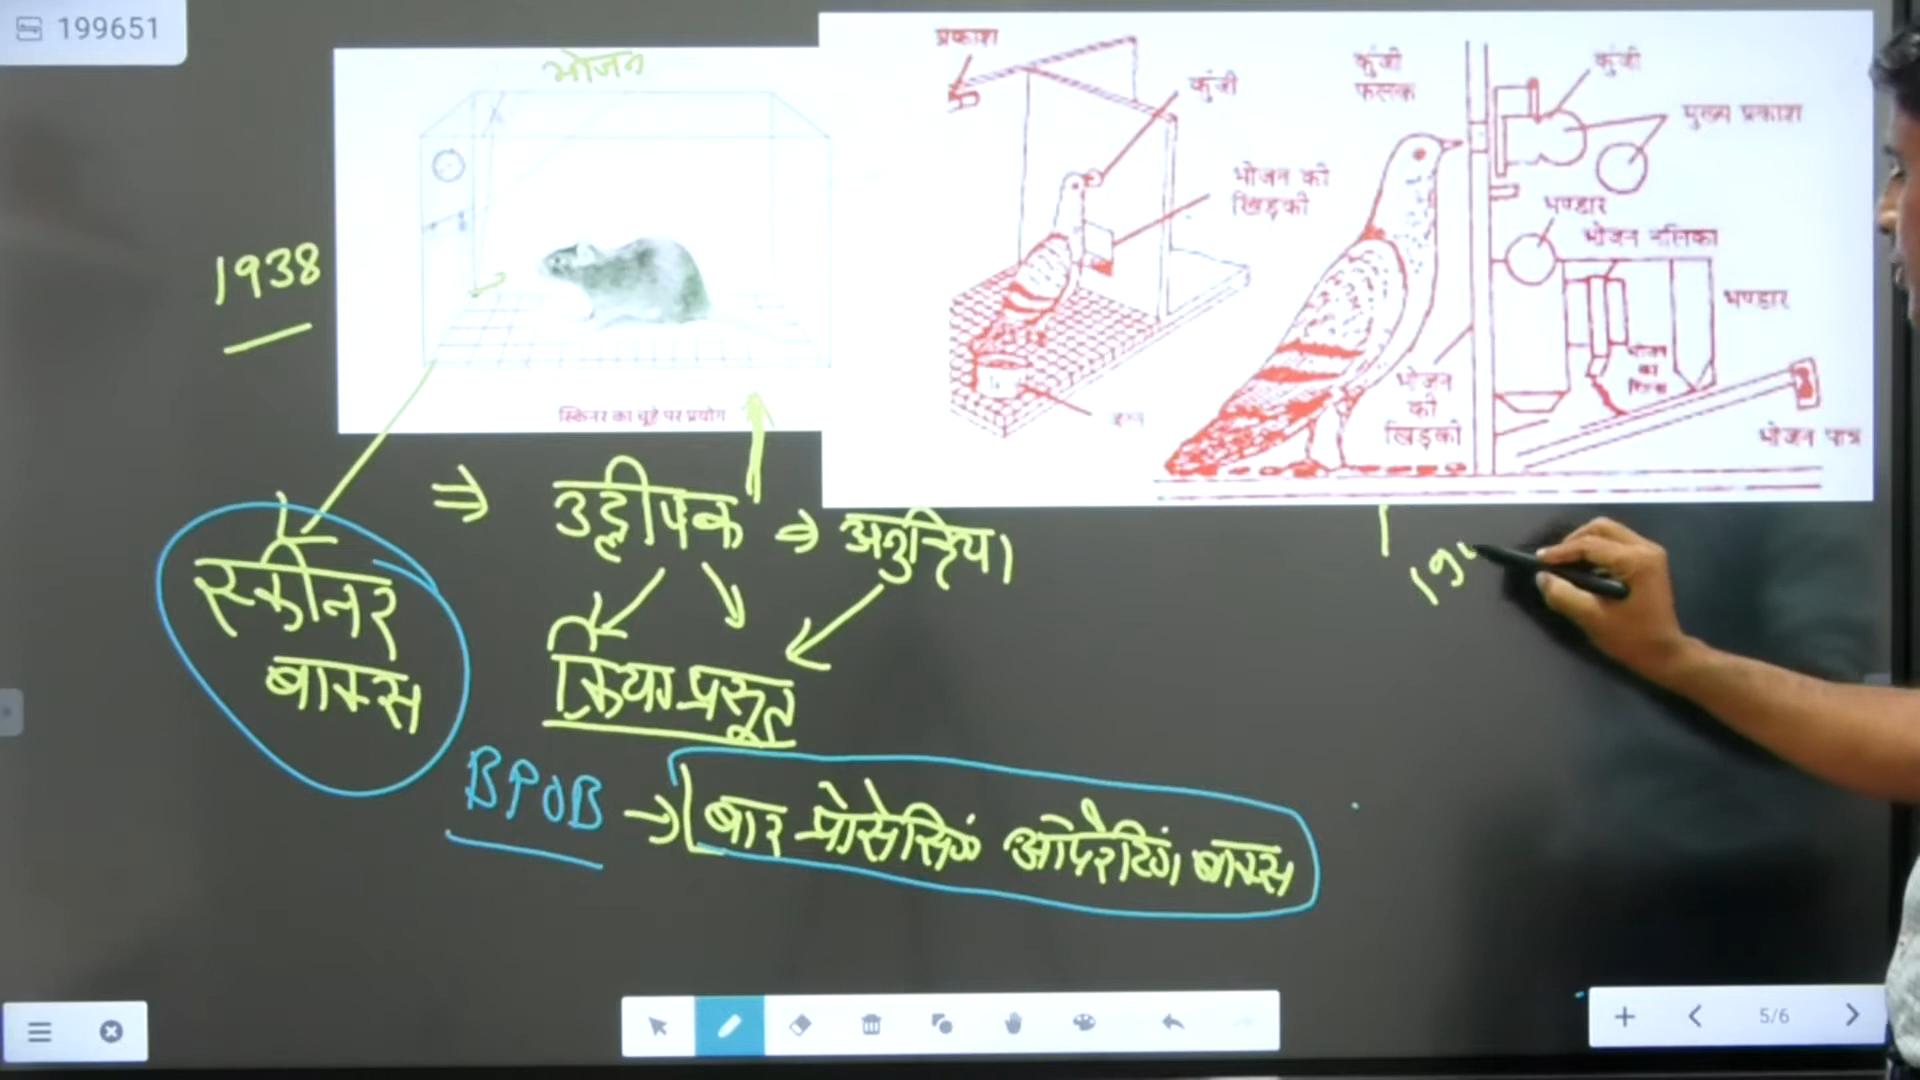 199651
भोजन
1938
स्किनर का चूहे पर प्रयोग
प्रकाश
कुंजी
भोजन की
खिड़की
कुंजी
फलक
कुंजी
मुख्य प्रकाश
भण्डार
भोजन नलिका
भण्डार
भोजन
का
भोजन
की
खिड़की
भोजन पात्र
⇒ उद्दीपक ⇒ अनुक्रिया
स्कीनर
बाक्स
क्रिया प्रसूत
BPOB → बार प्रोसेसिंग ओपरेटिंग बाक्स
5/6